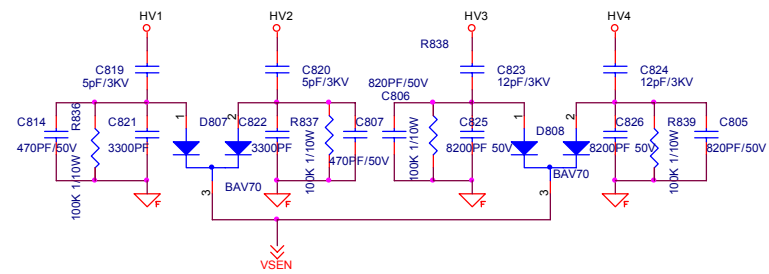 HV1
HV2
HV3
HV4
R838
C819
5pF/3KV
C820
5pF/3KV
820PF/50V
C806
C823
12pF/3KV
C824
12pF/3KV
C814
470PF/50V
R836
100K 1/10W
C821
3300PF
1
D807
2
C822
3300PF
R837
100K 1/10W
C807
470PF/50V
100K 1/10W
C825
8200PF 50V
1
D808
2
C826
8200PF 50V
R839
100K 1/10W
C805
820PF/50V
3
BAV70
3
BAV70
F
F
F
F
VSEN